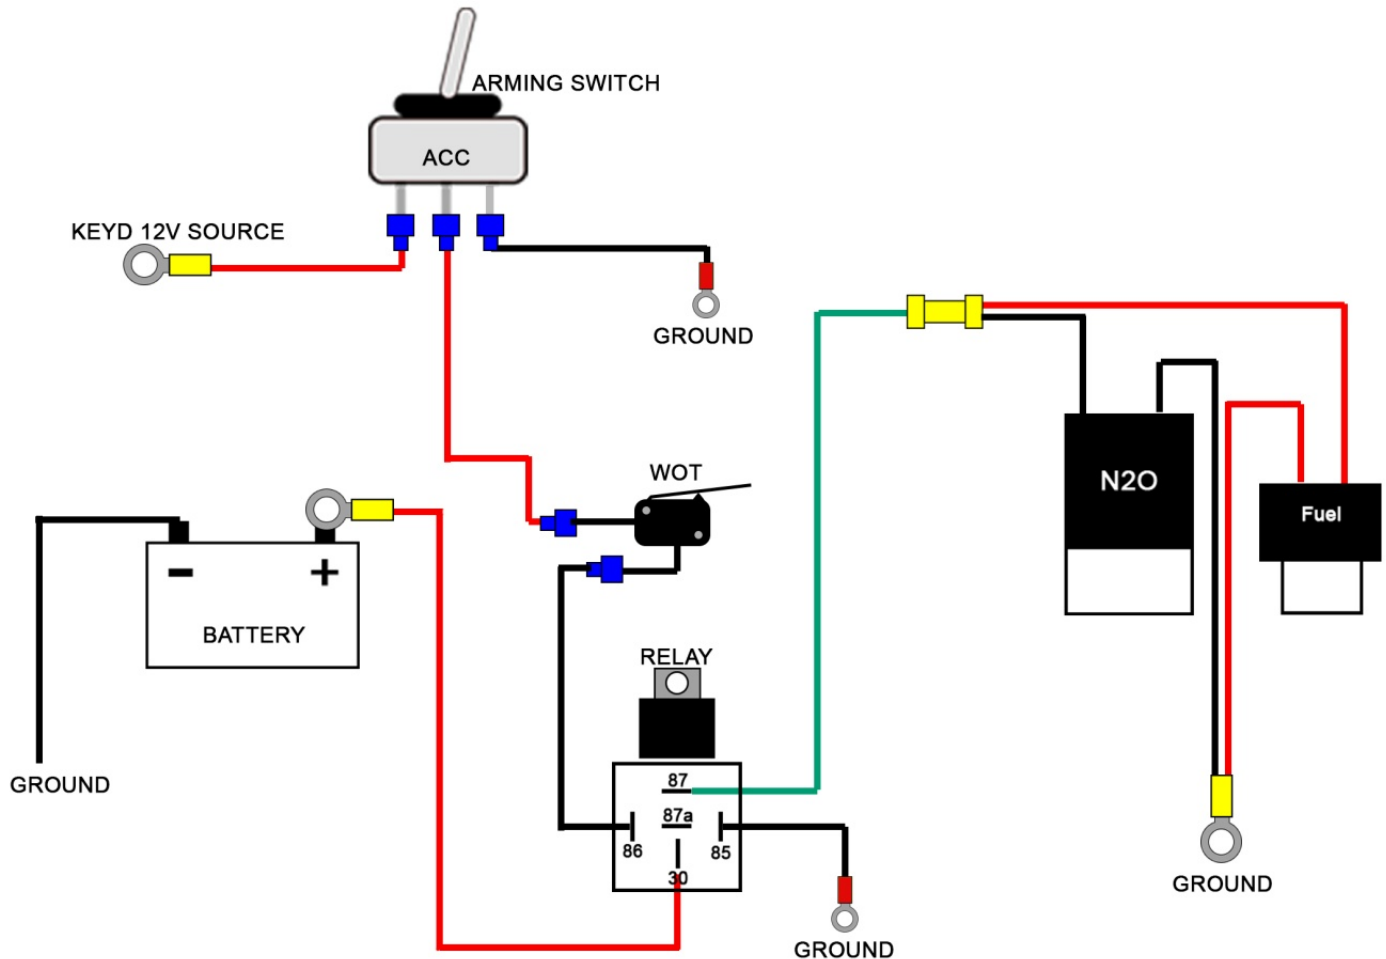 ARMING SWITCH
ACC
KEYD 12V SOURCE
GROUND
WOT
N2O
Fuel
BATTERY
RELAY
87
87a
86
85
30
GROUND
GROUND
GROUND